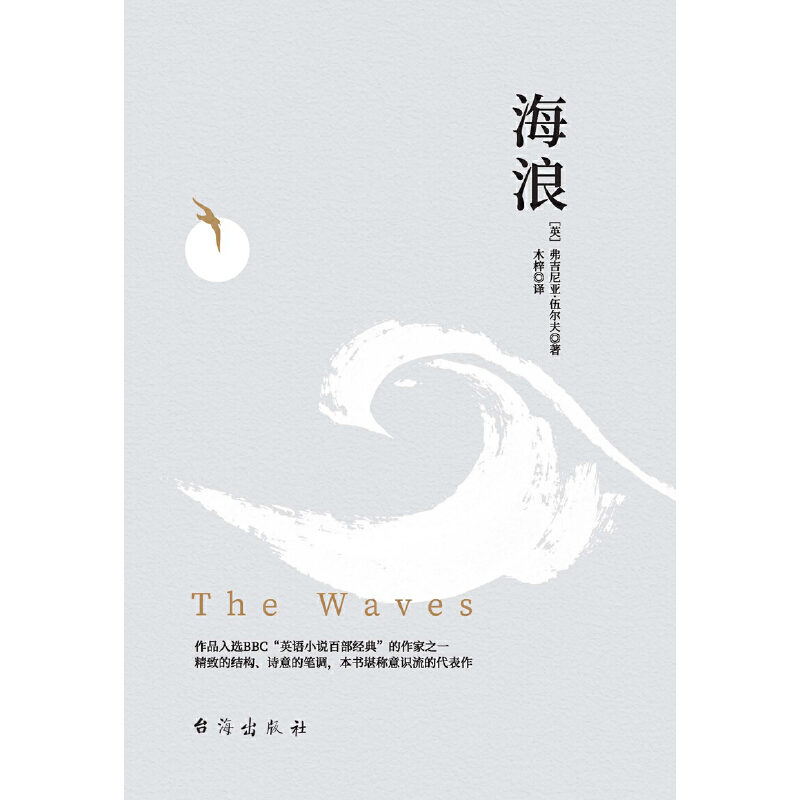 海浪
［英］弗吉尼亚·伍尔夫◎著
木梓◎译
The Waves
作品入选BBC“英语小说百部经典”的作家之一
精致的结构、诗意的笔调，本书堪称意识流的代表作
台海出版社